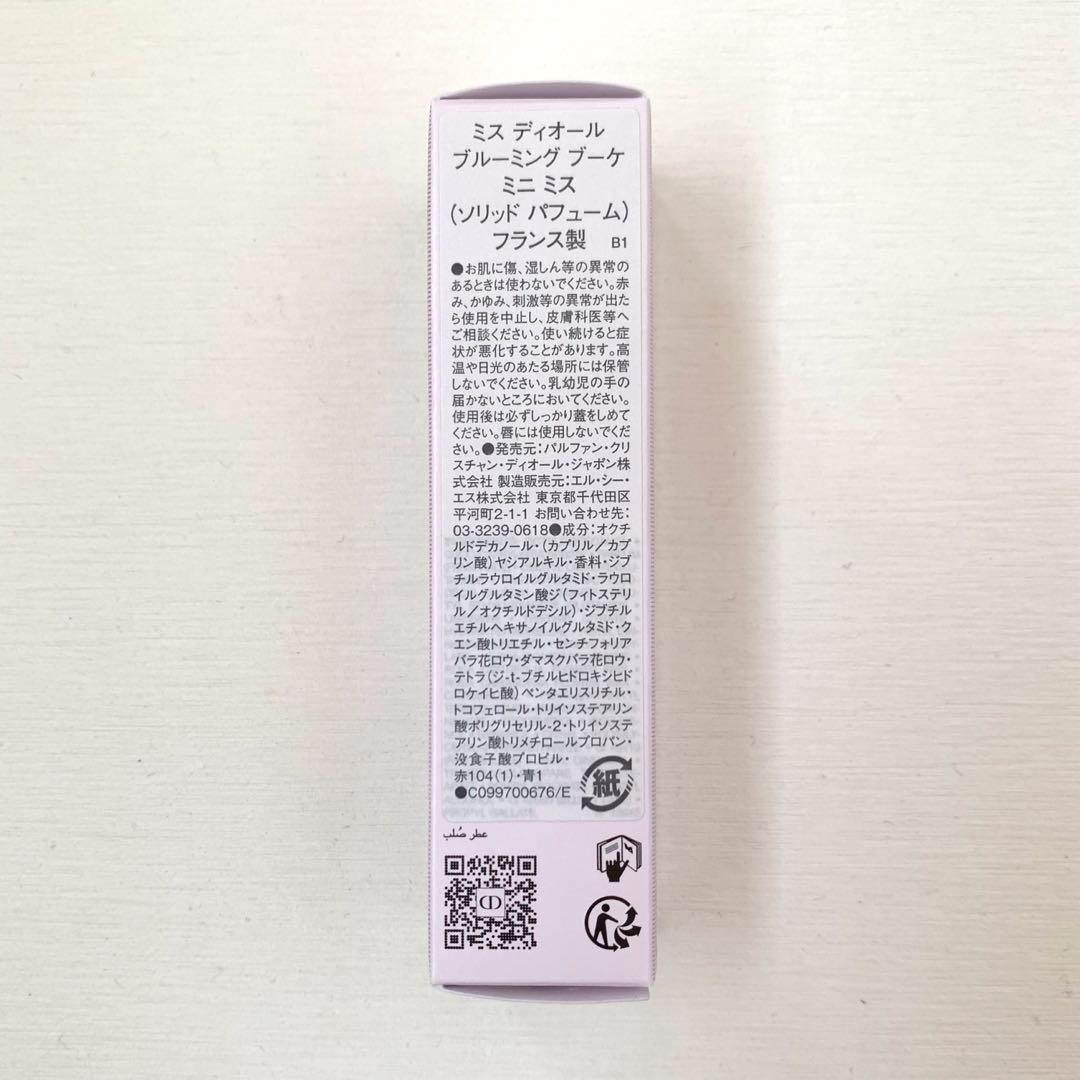 ミス ディオール
ブルーミング ブーケ
ミニ ミス
(ソリッド パフューム)
フランス製 B1
●お肌に傷、湿しん等の異常の
あるときは使わないでください。赤
み、かゆみ、刺激等の異常が出た
ら使用を中止し、皮膚科医等へ
ご相談ください。使い続けると症
状が悪化することがあります。高
温や日光のあたる場所には保管
しないでください。乳幼児の手の
届かないところにおいてください。
使用後は必ずしっかり蓋をしめて
ください。唇には使用しないでくだ
さい。●発売元：パルファン・クリ
スチャン・ディオール・ジャポン株
式会社 製造販売元：エル・シー・
エス株式会社 東京都千代田区
平河町2-1-1 お問い合わせ先：
03-3239-0618●成分：オクチ
ルドデカノール・(カプリル／カプ
リン酸)ヤシアルキル・香料・ジブ
チルラウロイルグルタミド・ラウロ
イルグルタミン酸ジ(フィトステリ
ル／オクチルドデシル)・ジブチル
エチルヘキサノイルグルタミド・ク
エン酸トリエチル・センチフォリア
バラ花ロウ・ダマスクバラ花ロウ・
テトラ(ジ-t-ブチルヒドロキシヒド
ロケイヒ酸)ペンタエリスリチル・
トコフェロール・トリイソステアリン
酸ポリグリセリル-2・トリイソステ
アリン酸トリメチロールプロパン・
没食子酸プロピル・
赤104(1)・青1
●C099700676/E
紙
عطر صُلب
CD